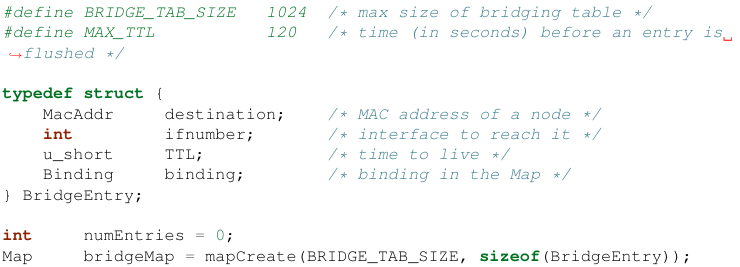 #define BRIDGE_TAB_SIZE   1024  /* max size of bridging table */
#define MAX_TTL           120   /* time (in seconds) before an entry is␣
↪flushed */

typedef struct {
    MacAddr     destination;    /* MAC address of a node */
    int         ifnumber;       /* interface to reach it */
    u_short     TTL;            /* time to live */
    Binding     binding;        /* binding in the Map */
} BridgeEntry;

int     numEntries = 0;
Map     bridgeMap = mapCreate(BRIDGE_TAB_SIZE, sizeof(BridgeEntry));